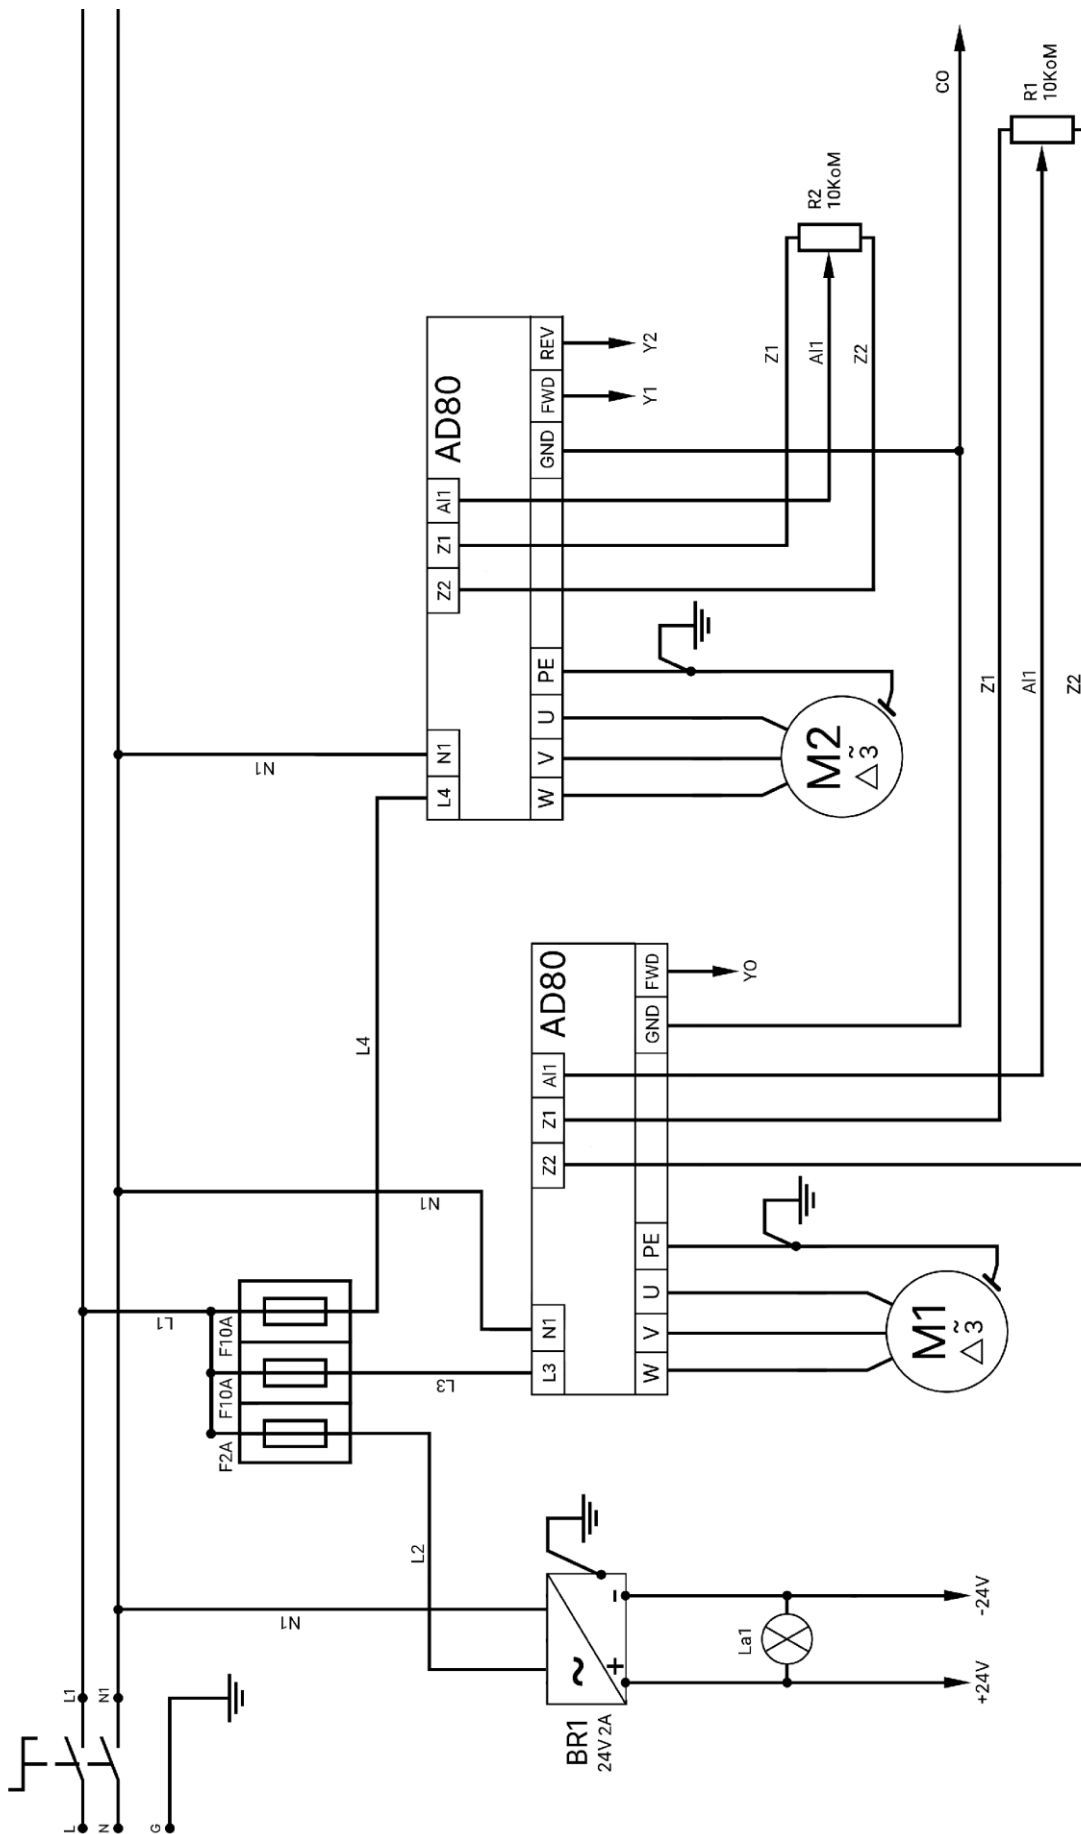 L
L1
N
N1
G
L1
F2A
F10A
F10A
N1
N1
N1
L2
L3
L4
BR1
24V 2A
~
+
-
La1
+24V
-24V
L3
N1
Z2
Z1
AI1
AD80
W
V
U
PE
GND
FWD
YO
M1
△ 3~
L4
N1
Z2
Z1
AI1
AD80
W
V
U
PE
GND
FWD
REV
Y1
Y2
M2
△ 3~
Z1
AI1
Z2
R2
10KoM
CO
Z1
AI1
Z2
R1
10KoM